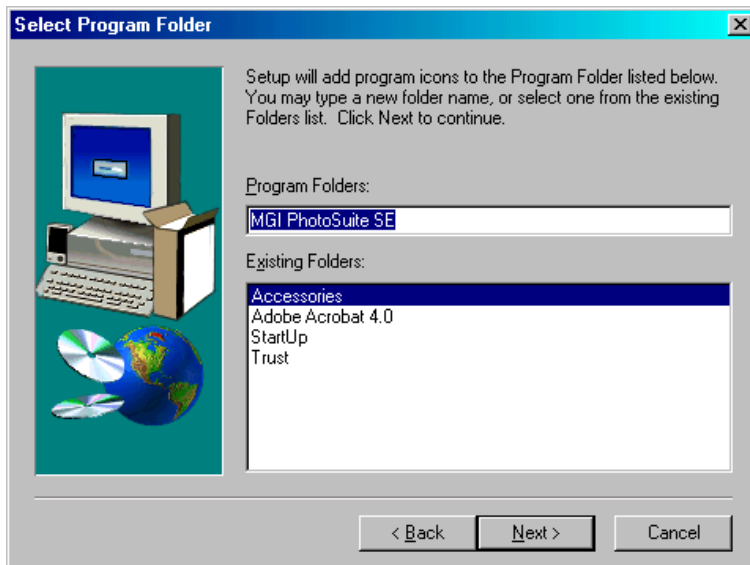 Select Program Folder
Setup will add program icons to the Program Folder listed below.
You may type a new folder name, or select one from the existing
Folders list. Click Next to continue.
Program Folders:
MGI PhotoSuite SE
Existing Folders:
Accessories
Adobe Acrobat 4.0
StartUp
Trust
< Back
Next >
Cancel